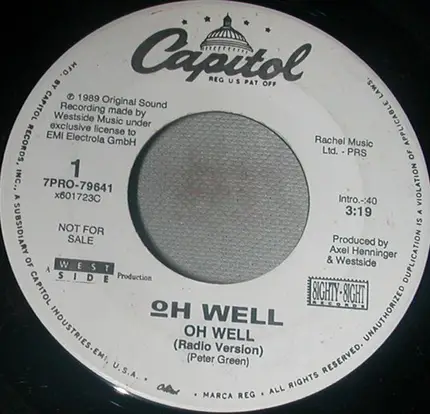 Capitol
REG U S PAT OFF
℗ 1989 Original Sound
Recording made by
Westside Music under
exclusive license to
EMI Electrola GmbH
1
7PRO-79641
x601723C
NOT FOR
SALE
A WEST SIDE Production
Rachel Music
Ltd. - PRS
Intro.-:40
3:19
Produced by
Axel Henninger
& Westside
8IGHTY-8IGHT
RECORDS
OH WELL
OH WELL
(Radio Version)
(Peter Green)
MFD. BY CAPITOL RECORDS, INC., A SUBSIDIARY OF CAPITOL INDUSTRIES-EMI, U.S.A. • Capitol • MARCA REG • ALL RIGHTS RESERVED. UNAUTHORIZED DUPLICATION IS A VIOLATION OF APPLICABLE LAWS.